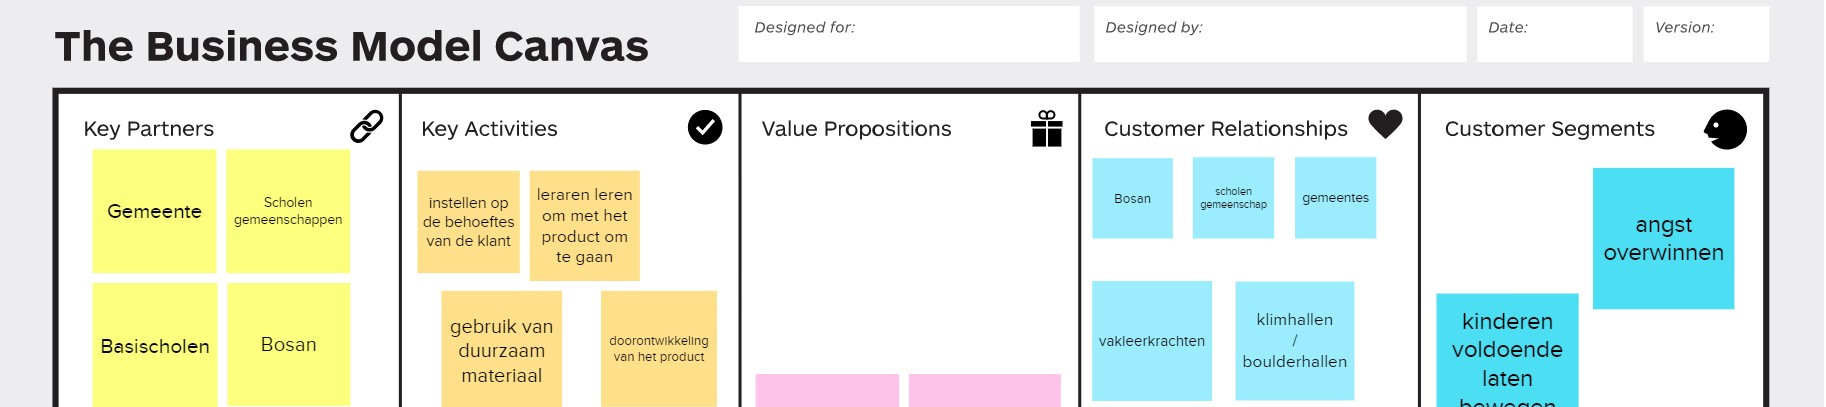 The Business Model Canvas
Designed for:
Designed by:
Date:
Version:
Key Partners
Gemeente
Scholen
gemeenschappen
Basischolen
Bosan
Key Activities
instellen op
de behoeftes
van de klant
leraren leren
om met het
product om
te gaan
gebruik van
duurzaam
materiaal
doorontwikkeling
van het product
Value Propositions
Customer Relationships
Bosan
scholen
gemeenschap
gemeentes
vakleerkrachten
klimhallen
/
boulderhallen
Customer Segments
angst
overwinnen
kinderen
voldoende
laten
bewegen